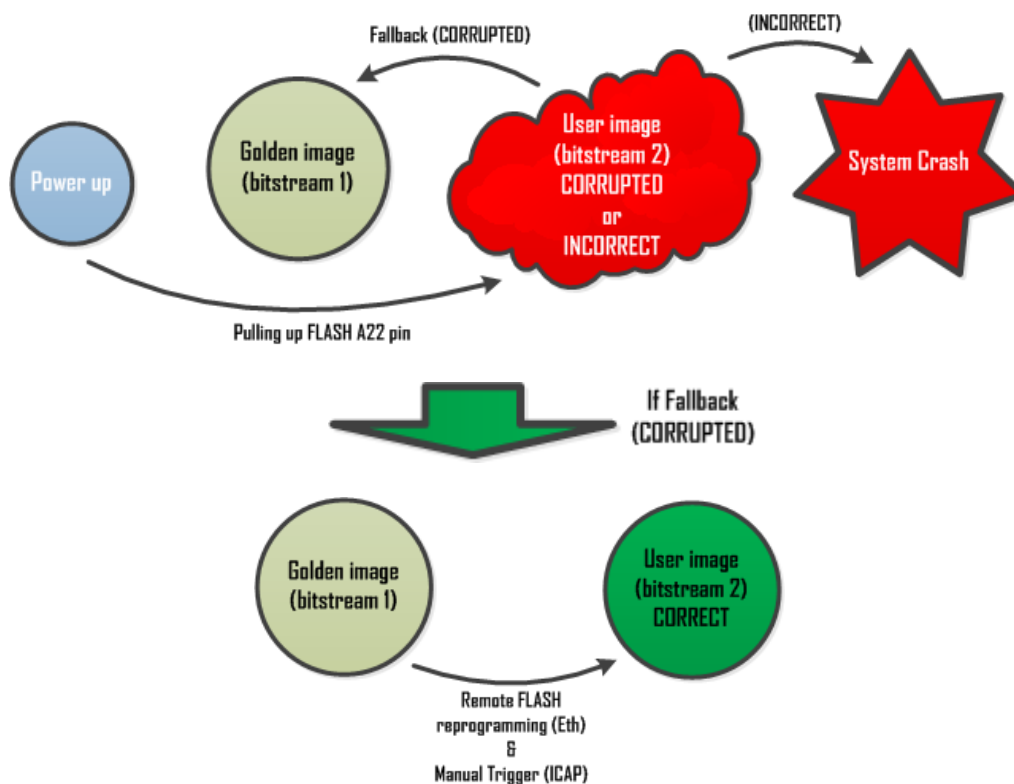 Fallback (CORRUPTED)
(INCORRECT)
Power up
Golden image
(bitstream 1)
User image
(bitstream 2)
CORRUPTED
or
INCORRECT
System Crash
Pulling up FLASH A22 pin
If Fallback
(CORRUPTED)
Golden image
(bitstream 1)
User image
(bitstream 2)
CORRECT
Remote FLASH
reprogramming (Eth)
&
Manual Trigger (ICAP)